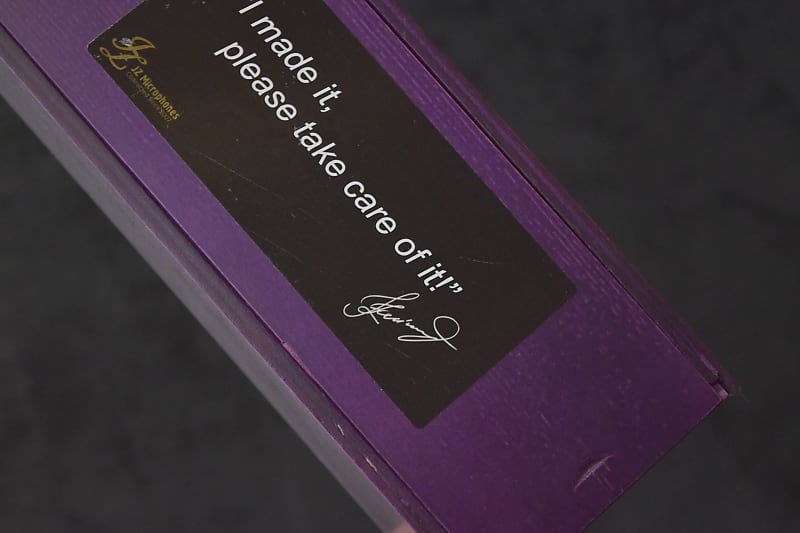 "I made it,
please take care of it!”
JZ Microphones